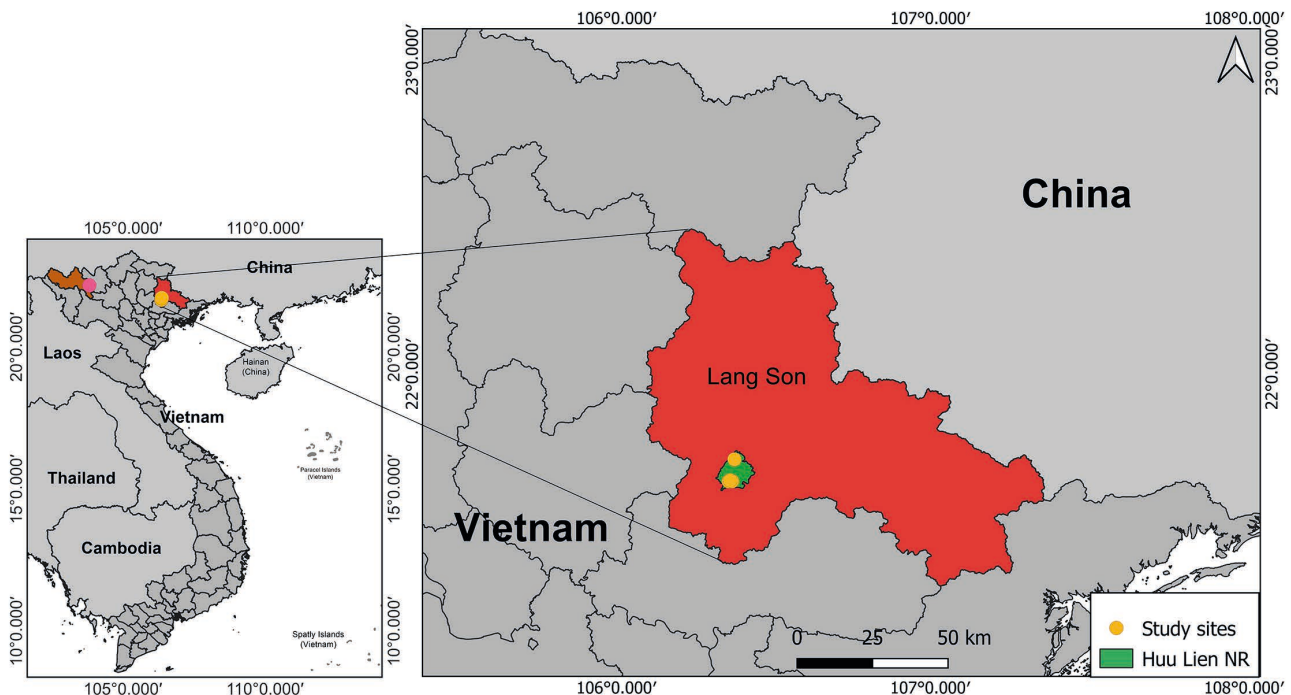 105°0.000′ 110°0.000′
China
Laos
Hainan
(China)
Vietnam
Paracel Islands
(Vietnam)
Thailand
Cambodia
Spatly Islands
(Vietnam)
20°0.000′
15°0.000′
10°0.000′
20°0.000′
15°0.000′
10°0.000′
105°0.000′ 110°0.000′
106°0.000′ 107°0.000′ 108°0.000′
23°0.000′
22°0.000′
23°0.000′
22°0.000′
China
Lang Son
Vietnam
0 25 50 km
Study sites
Huu Lien NR
106°0.000′ 107°0.000′ 108°0.000′